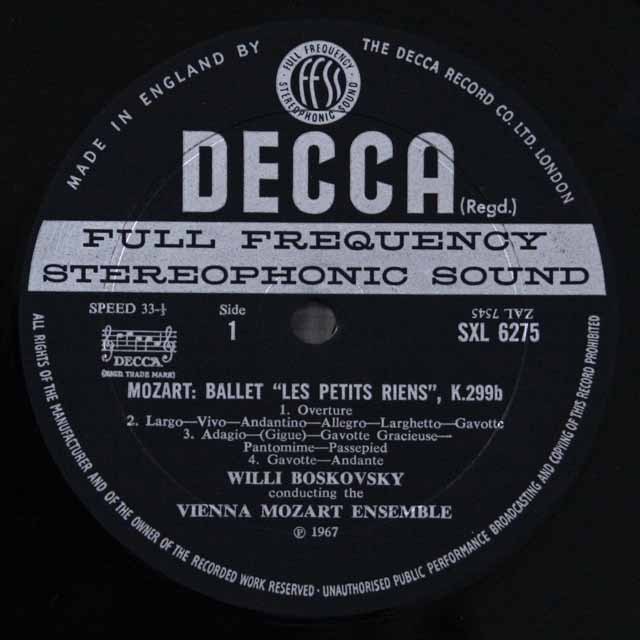 MADE IN ENGLAND BY
THE DECCA RECORD CO. LTD. LONDON
FULL FREQUENCY
FFSS
STEREOPHONIC SOUND
DECCA
(Regd.)
FULL FREQUENCY
STEREOPHONIC SOUND
SPEED 33-⅓
Side
1
ZAL 7545
SXL 6275
DECCA
(REGD. TRADE MARK)
MOZART: BALLET "LES PETITS RIENS", K.299b
1. Overture
2. Largo—Vivo—Andantino—Allegro—Larghetto—Gavotte
3. Adagio—(Gigue)—Gavotte Gracieuse—
Pantomime—Passepied
4. Gavotte—Andante
WILLI BOSKOVSKY
conducting the
VIENNA MOZART ENSEMBLE
℗ 1967
ALL RIGHTS OF THE MANUFACTURER AND OF THE OWNER OF THE RECORDED WORK RESERVED · UNAUTHORISED PUBLIC PERFORMANCE BROADCASTING, AND COPYING OF THIS RECORD PROHIBITED